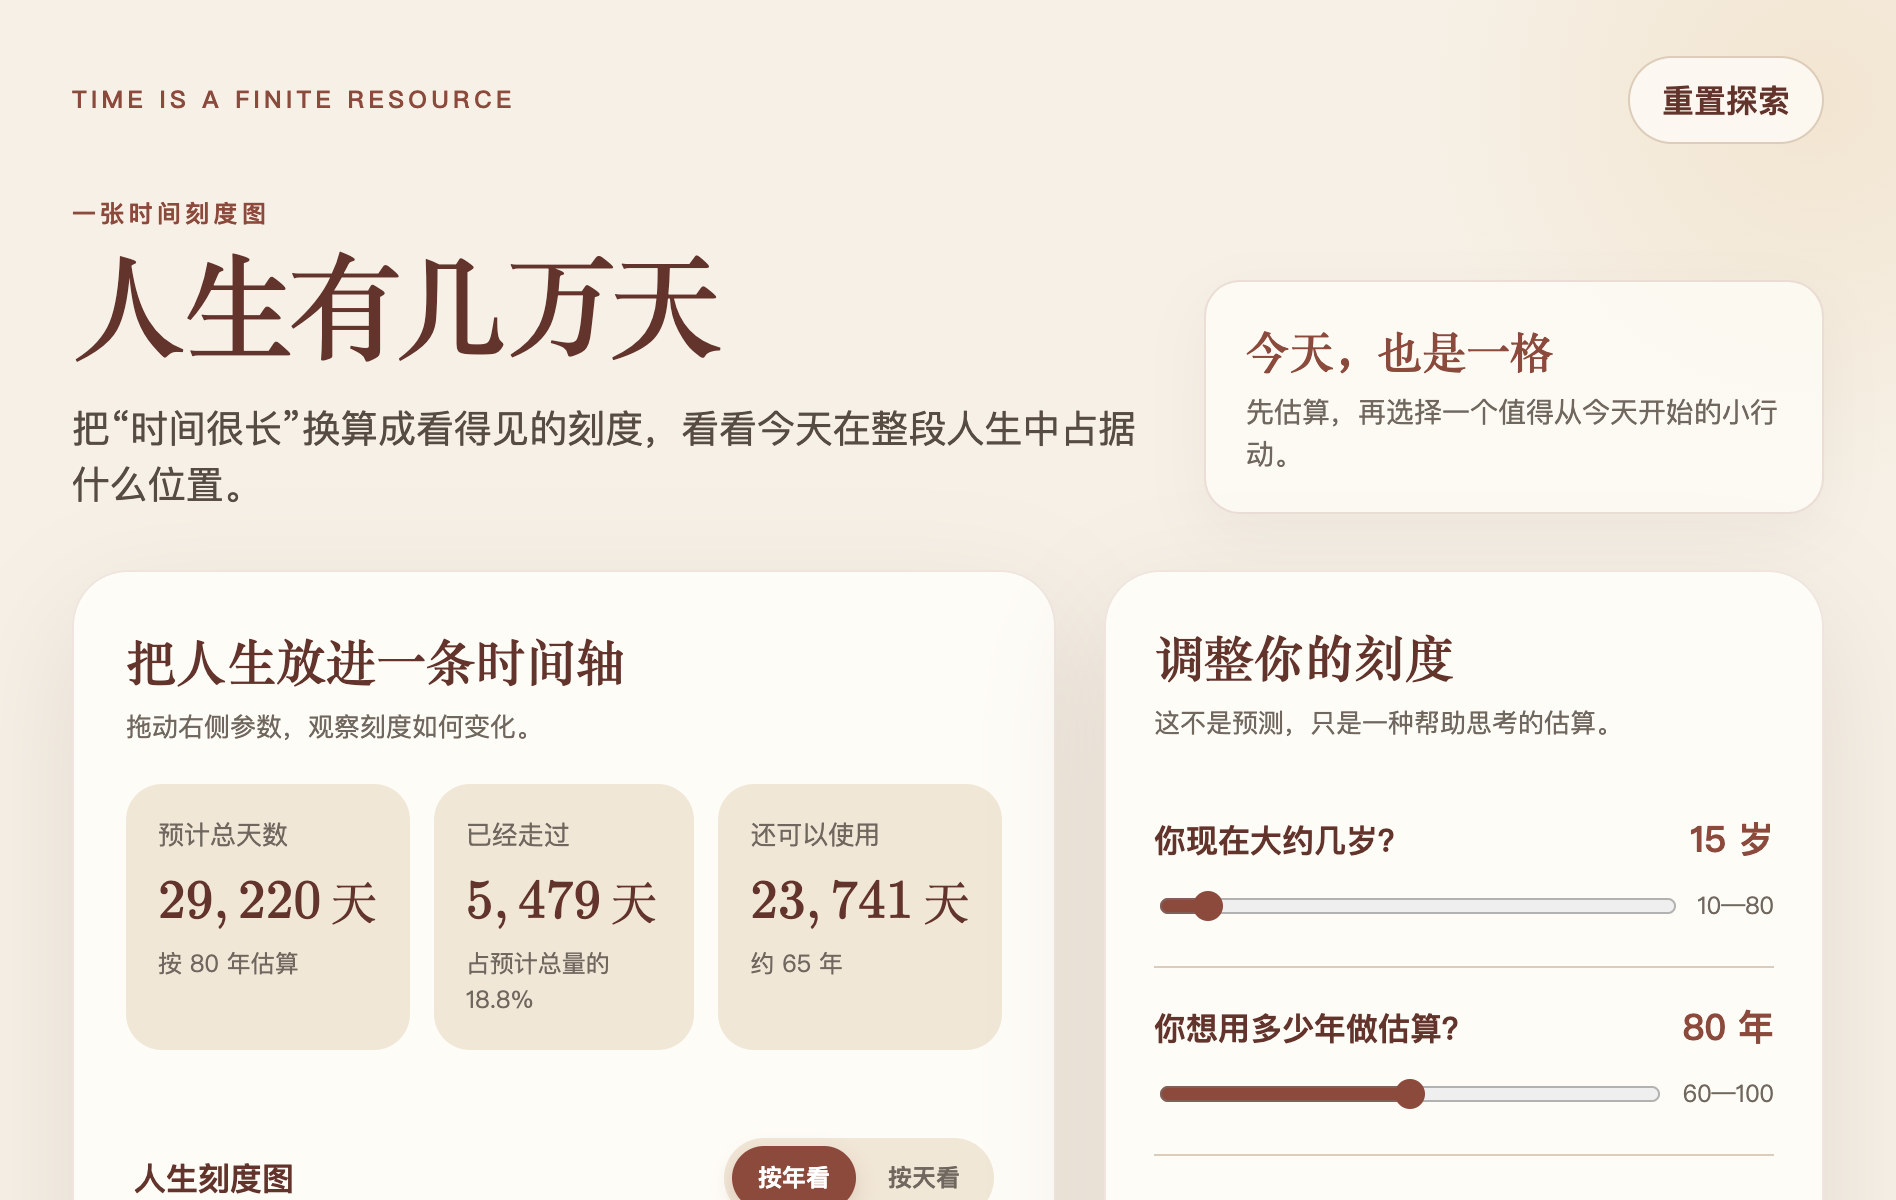 TIME IS A FINITE RESOURCE
重置探索
一张时间刻度图
人生有几万天
把“时间很长”换算成看得见的刻度，看看今天在整段人生中占据
什么位置。
今天，也是一格
先估算，再选择一个值得从今天开始的小行
动。
把人生放进一条时间轴
拖动右侧参数，观察刻度如何变化。
预计总天数
29,220 天
按 80 年估算
已经走过
5,479 天
占预计总量的
18.8%
还可以使用
23,741 天
约 65 年
人生刻度图
按年看
按天看
调整你的刻度
这不是预测，只是一种帮助思考的估算。
你现在大约几岁?
15 岁
10—80
你想用多少年做估算?
80 年
60—100